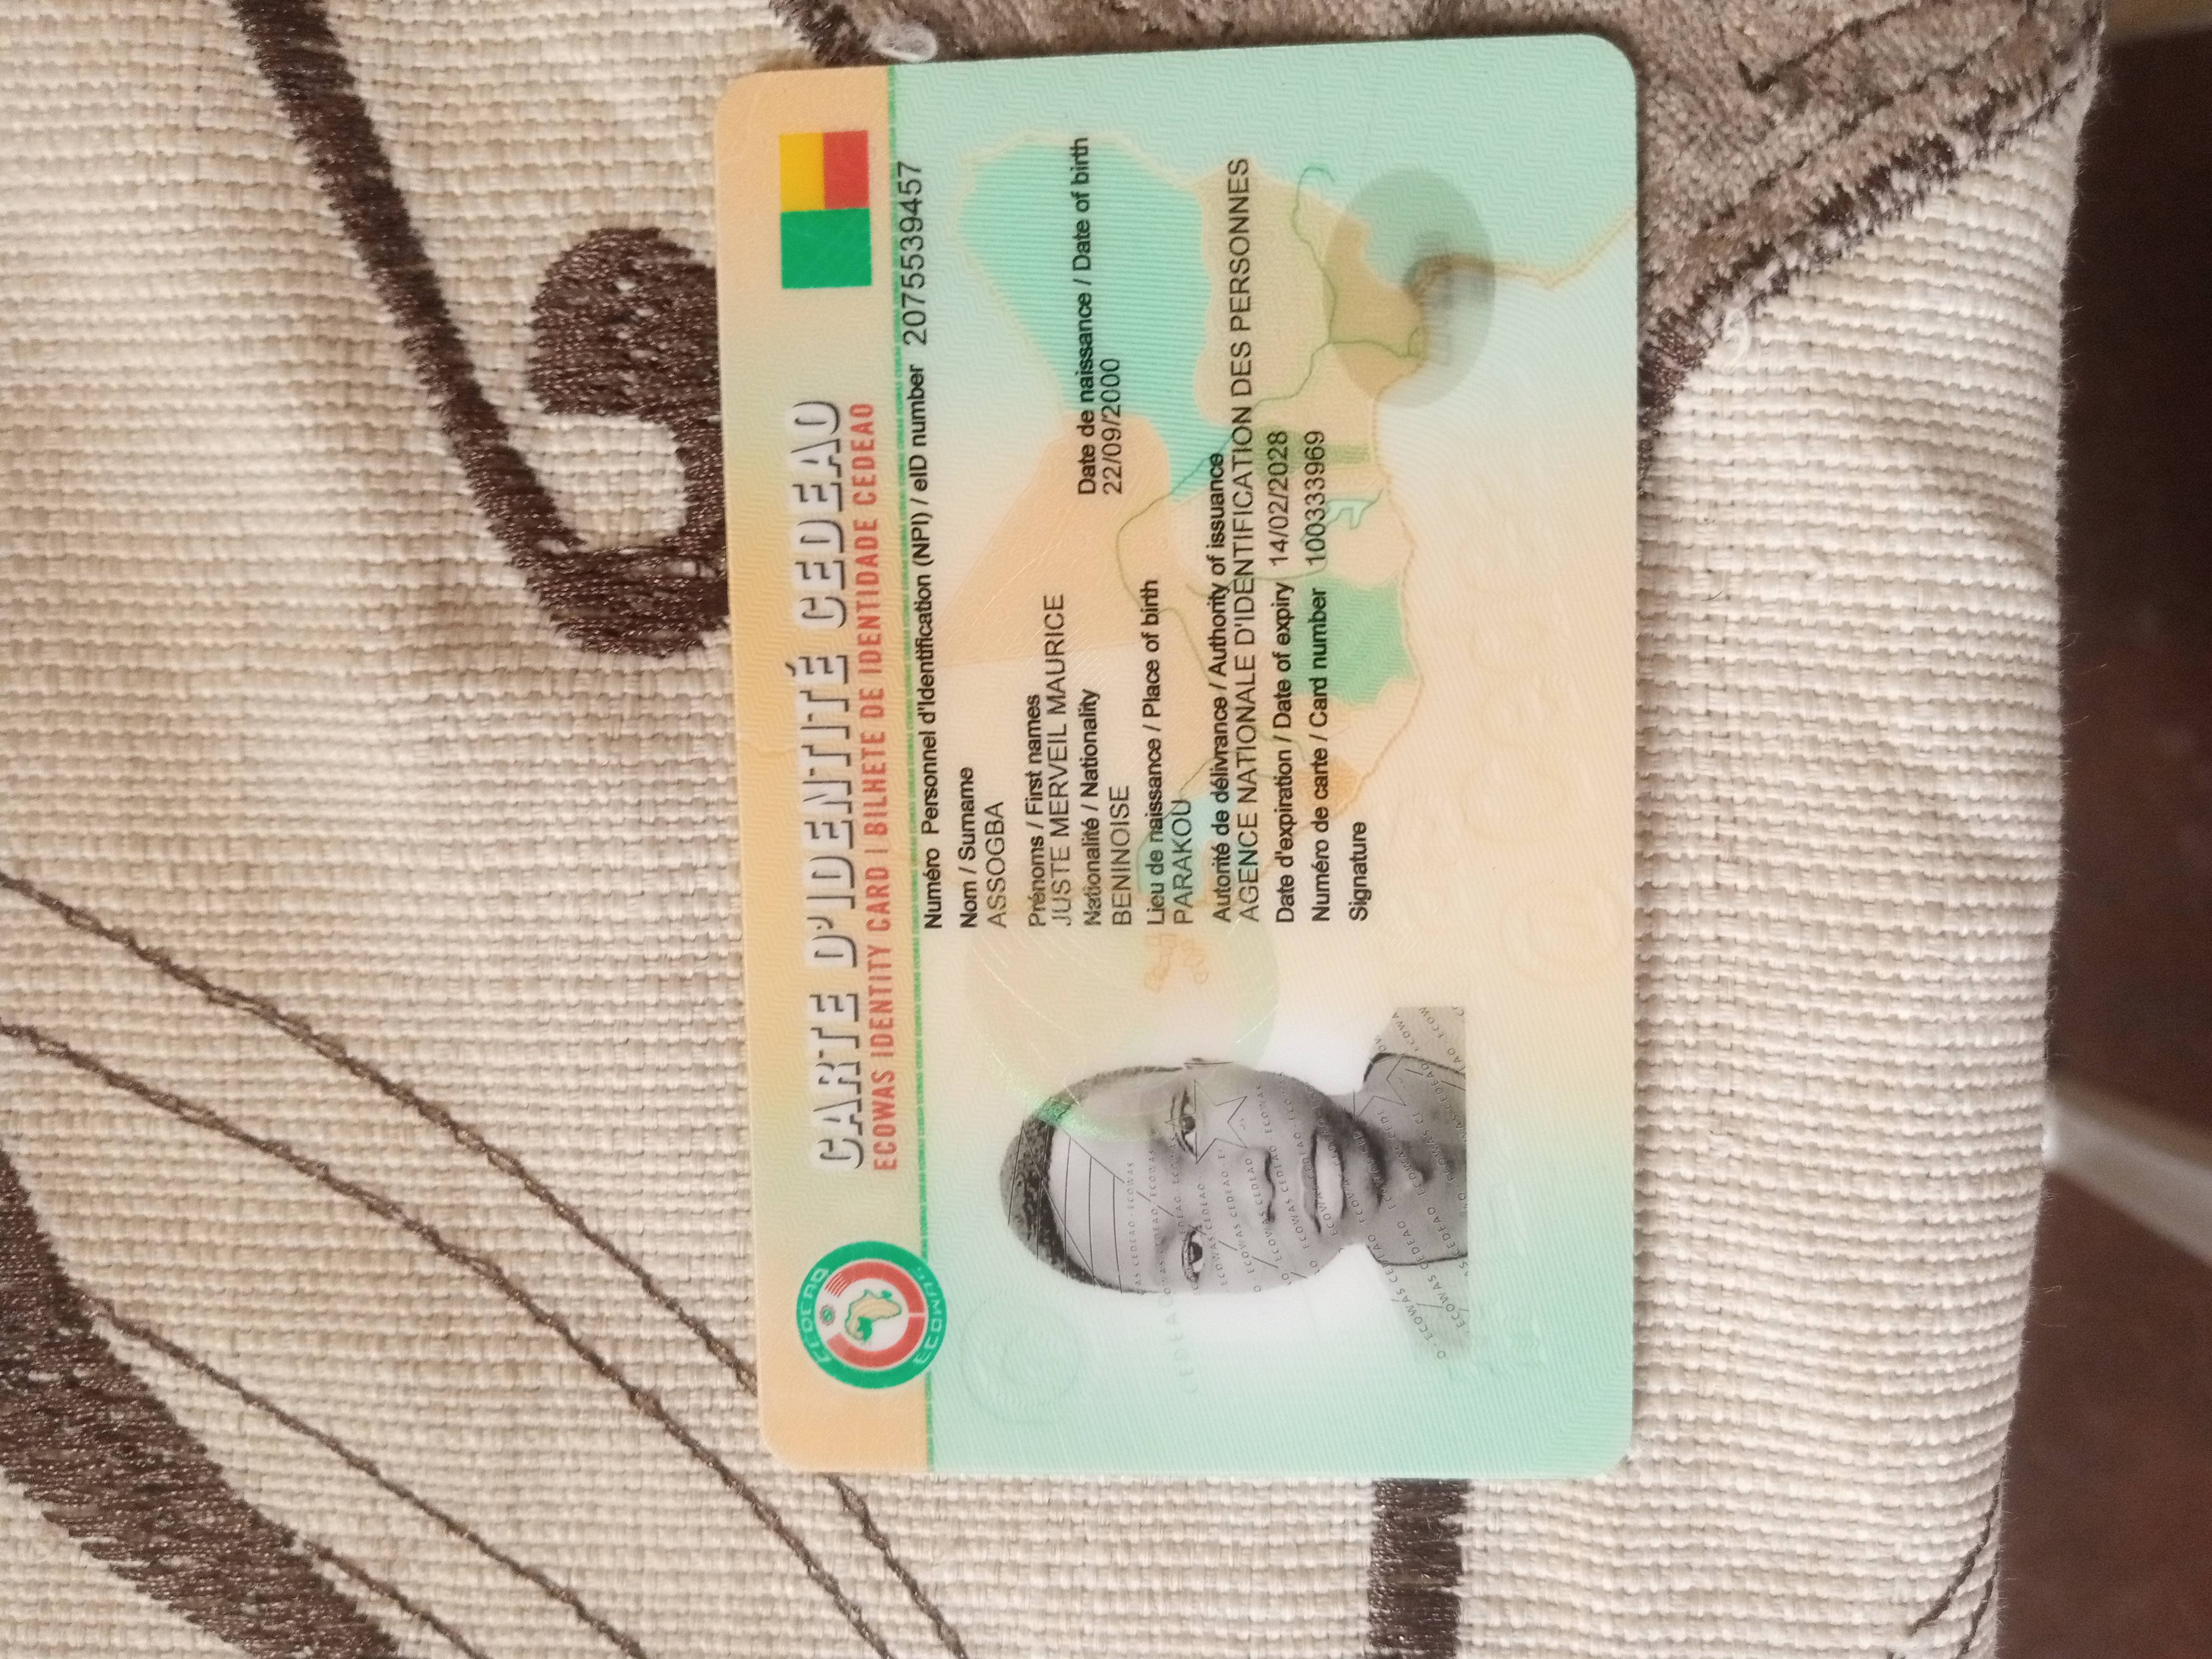 CARTE D'IDENTITÉ CEDEAO
ECOWAS IDENTITY CARD | BILHETE DE IDENTIDADE CEDEAO
CEDEAO
ECOWAS
Numéro Personnel d'Identification (NPI) / eID number 2075539457
Nom / Surname
ASSOGBA
Prénoms / First names
JUSTE MERVEIL MAURICE
Nationalité / Nationality
BENINOISE
Date de naissance / Date of birth
22/09/2000
Lieu de naissance / Place of birth
PARAKOU
Autorité de délivrance / Authority of issuance
AGENCE NATIONALE D'IDENTIFICATION DES PERSONNES
Date d'expiration / Date of expiry 14/02/2028
Numéro de carte / Card number 100333969
Signature